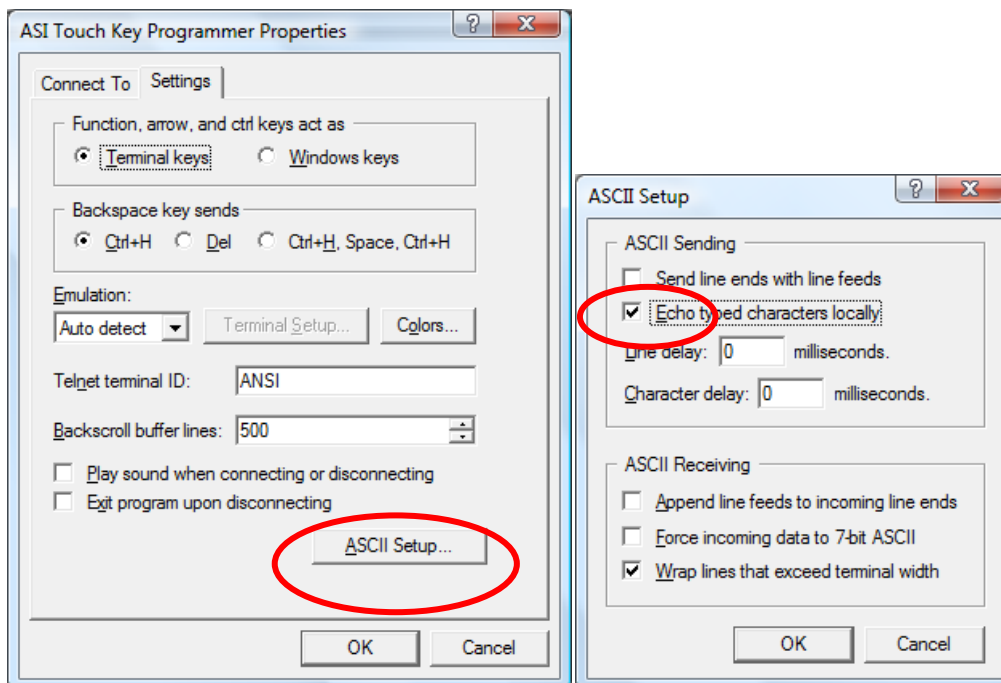 ASI Touch Key Programmer Properties
Connect To Settings
Function, arrow, and ctrl keys act as
Terminal keys Windows keys
Backspace key sends
Ctrl+H Del Ctrl+H, Space, Ctrl+H
Emulation:
Auto detect Terminal Setup... Colors...
Telnet terminal ID: ANSI
Backscroll buffer lines: 500
Play sound when connecting or disconnecting
Exit program upon disconnecting
ASCII Setup...
OK Cancel
ASCII Setup
ASCII Sending
Send line ends with line feeds
Echo typed characters locally
Line delay: 0 milliseconds.
Character delay: 0 milliseconds.
ASCII Receiving
Append line feeds to incoming line ends
Force incoming data to 7-bit ASCII
Wrap lines that exceed terminal width
OK Cancel